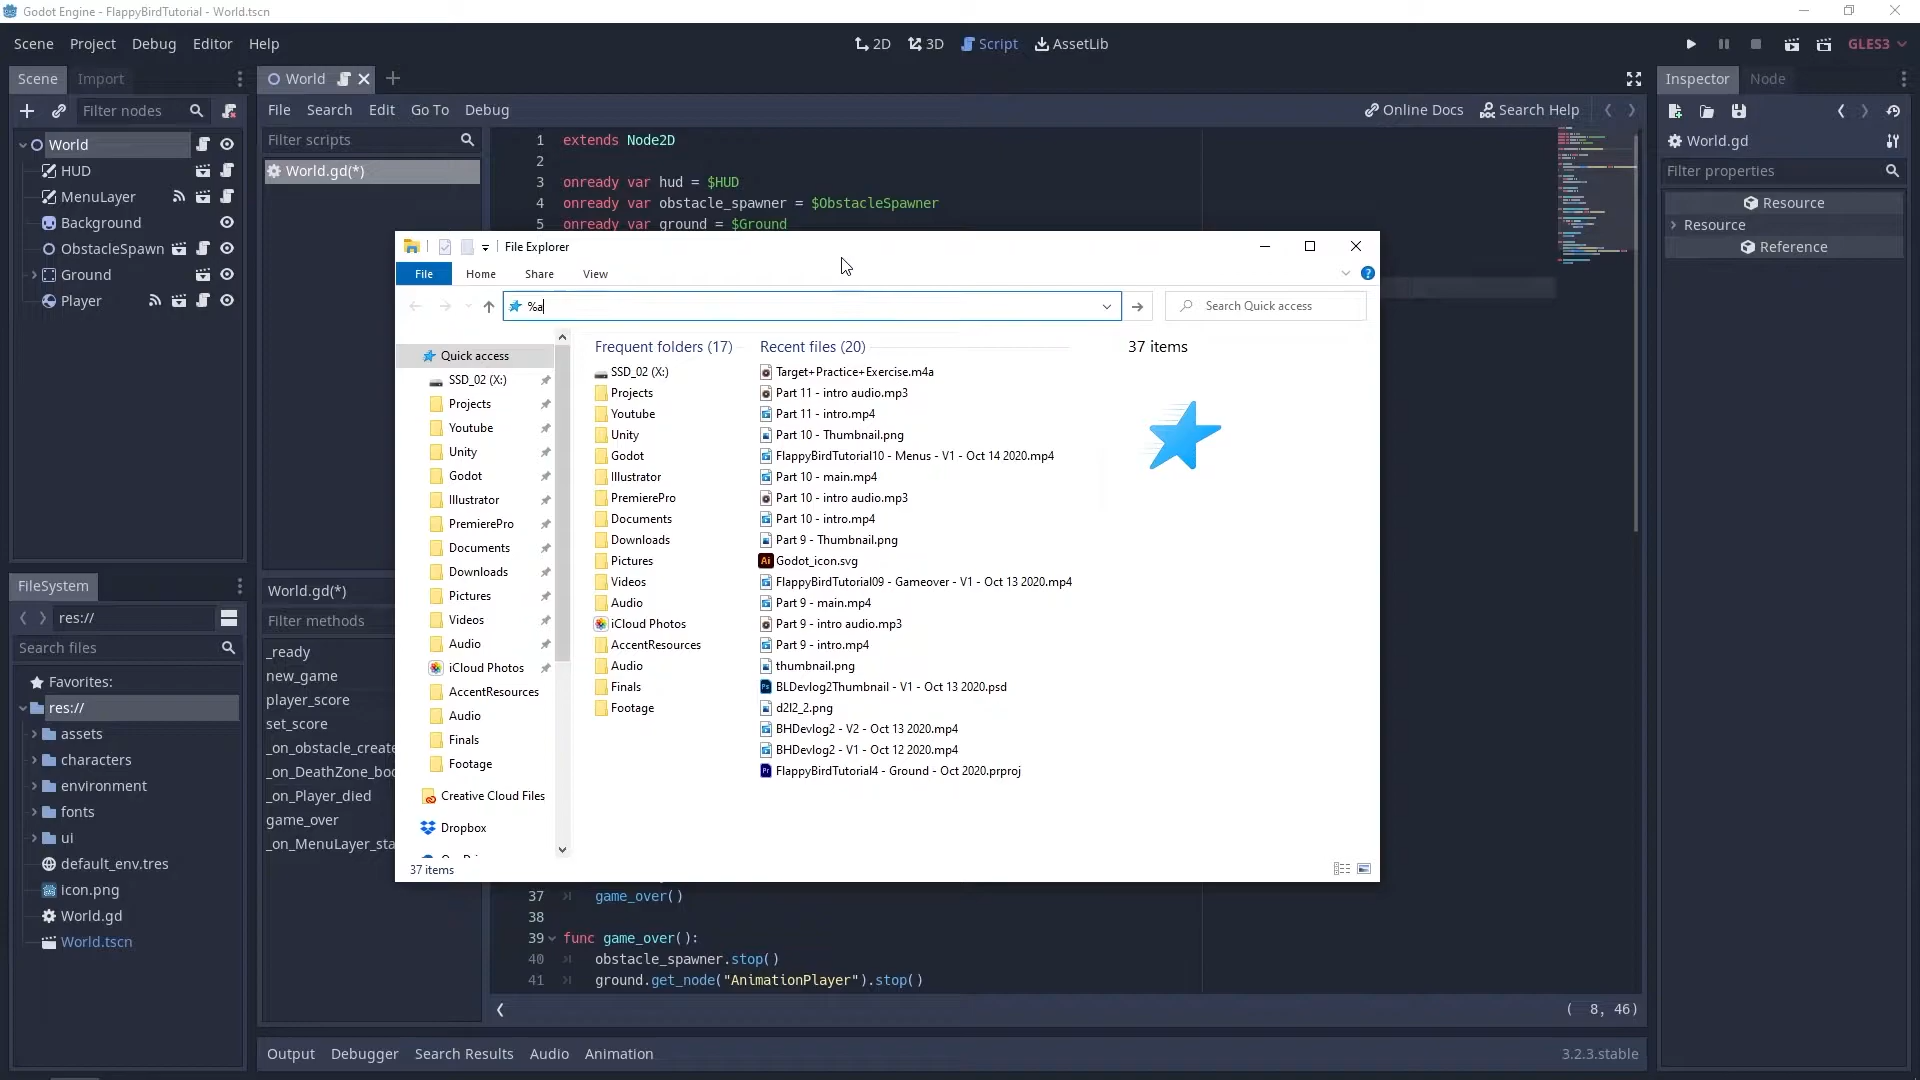 Godot Engine - FlappyBirdTutorial - World.tscn
Scene Project Debug Editor Help
2D 3D Script AssetLib
GLES3
Scene Import
World
Inspector Node
Filter nodes
File Search Edit Go To Debug
Online Docs Search Help
World
HUD
MenuLayer
Background
ObstacleSpawn
Ground
Player
Filter scripts
World.gd(*)
1 extends Node2D
2
3 onready var hud = $HUD
4 onready var obstacle_spawner = $ObstacleSpawner
5 onready var ground = $Ground
World.gd
Filter properties
Resource
Resource
Reference
File Explorer
File Home Share View
%a
Search Quick access
Quick access
SSD_02 (X:)
Projects
Youtube
Unity
Godot
Illustrator
PremierePro
Documents
Downloads
Pictures
Videos
Audio
iCloud Photos
AccentResources
Audio
Finals
Footage
Creative Cloud Files
Dropbox
Frequent folders (17)
SSD_02 (X:)
Projects
Youtube
Unity
Godot
Illustrator
PremierePro
Documents
Downloads
Pictures
Videos
Audio
iCloud Photos
AccentResources
Audio
Finals
Footage
Recent files (20)
Target+Practice+Exercise.m4a
Part 11 - intro audio.mp3
Part 11 - intro.mp4
Part 10 - Thumbnail.png
FlappyBirdTutorial10 - Menus - V1 - Oct 14 2020.mp4
Part 10 - main.mp4
Part 10 - intro audio.mp3
Part 10 - intro.mp4
Part 9 - Thumbnail.png
Godot_icon.svg
FlappyBirdTutorial09 - Gameover - V1 - Oct 13 2020.mp4
Part 9 - main.mp4
Part 9 - intro audio.mp3
Part 9 - intro.mp4
thumbnail.png
BLDevlog2Thumbnail - V1 - Oct 13 2020.psd
d2l2_2.png
BHDevlog2 - V2 - Oct 13 2020.mp4
BHDevlog2 - V1 - Oct 12 2020.mp4
FlappyBirdTutorial4 - Ground - Oct 2020.prproj
37 items
37 items
FileSystem
res://
Search files
Favorites:
res://
assets
characters
environment
fonts
ui
default_env.tres
icon.png
World.gd
World.tscn
World.gd(*)
Filter methods
_ready
new_game
player_score
set_score
_on_obstacle_create
_on_DeathZone_boc
_on_Player_died
game_over
_on_MenuLayer_sta
37 game_over()
38
39 func game_over():
40 obstacle_spawner.stop()
41 ground.get_node("AnimationPlayer").stop()
( 8, 46)
Output Debugger Search Results Audio Animation
3.2.3.stable